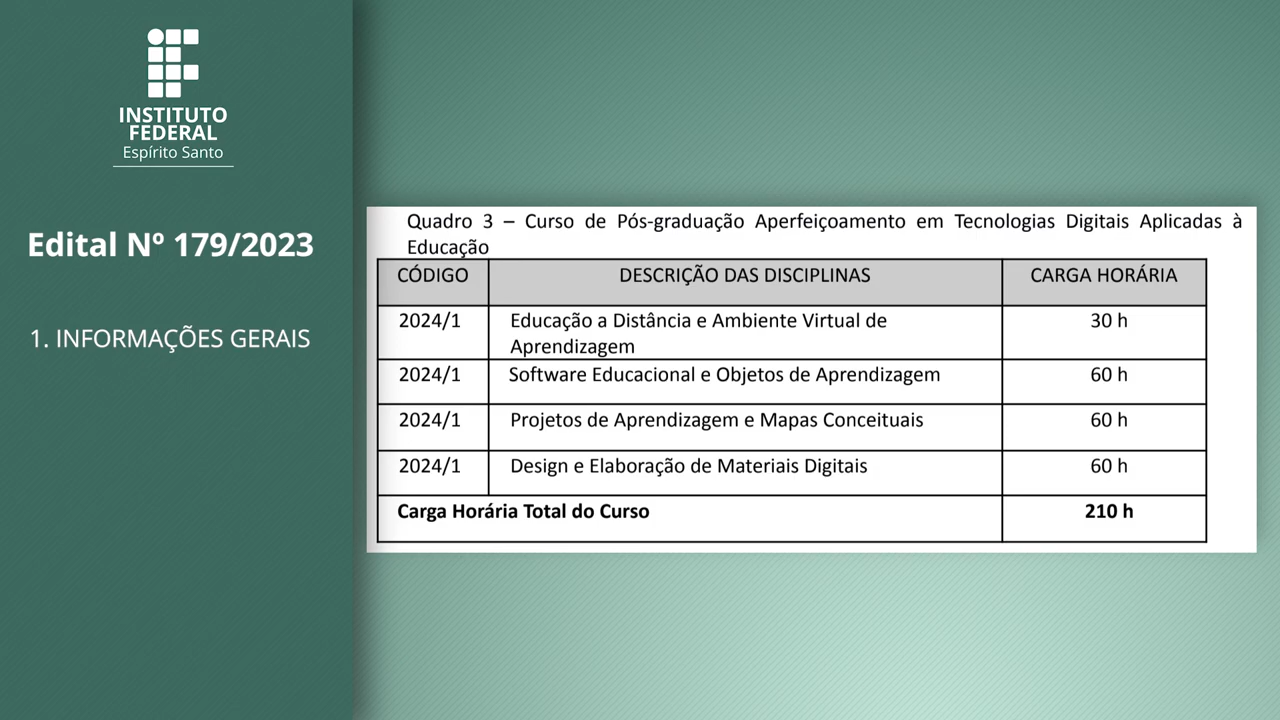 INSTITUTO
FEDERAL
Espírito Santo
Edital Nº 179/2023
1. INFORMAÇÕES GERAIS
Quadro 3 – Curso de Pós-graduação Aperfeiçoamento em Tecnologias Digitais Aplicadas à
Educação
CÓDIGO DESCRIÇÃO DAS DISCIPLINAS CARGA HORÁRIA
2024/1 Educação a Distância e Ambiente Virtual de 30 h
Aprendizagem
2024/1 Software Educacional e Objetos de Aprendizagem 60 h
2024/1 Projetos de Aprendizagem e Mapas Conceituais 60 h
2024/1 Design e Elaboração de Materiais Digitais 60 h
Carga Horária Total do Curso 210 h